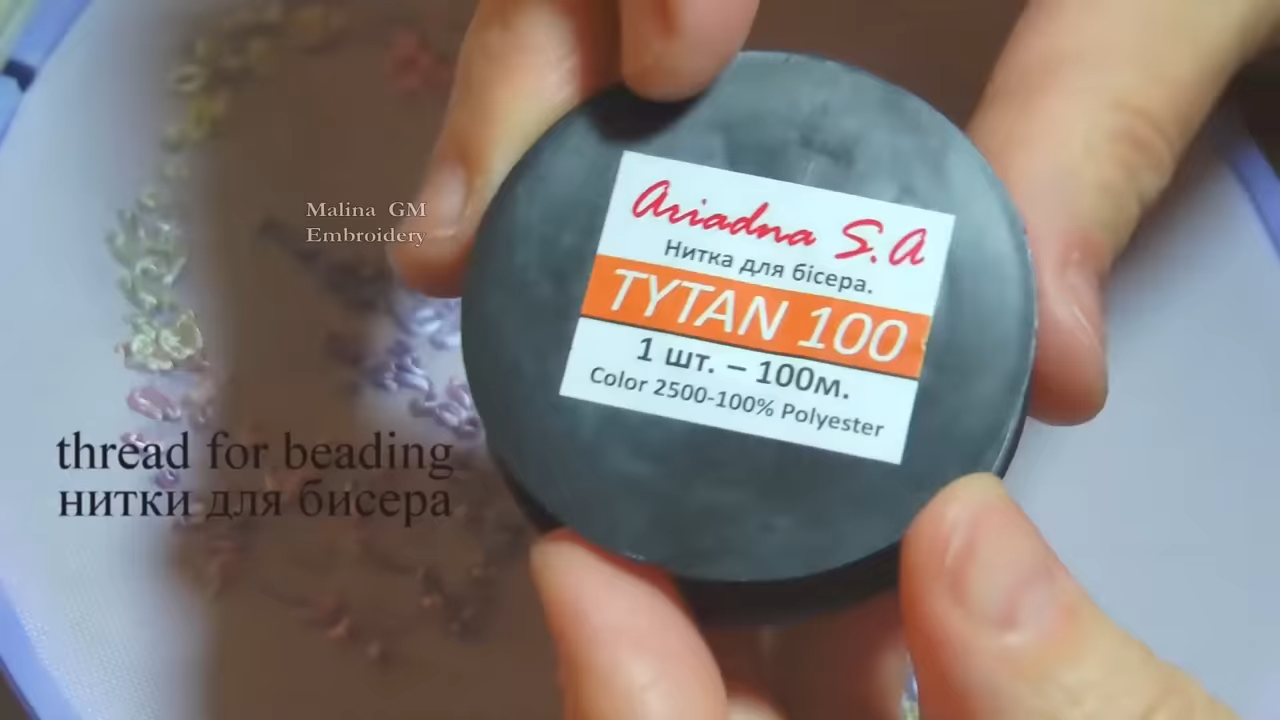 Malina GM
Embroidery
Ariadna S.A
Нитка для бісера.
TYTAN 100
1 шт. – 100м.
Color 2500-100% Polyester
thread for beading
нитки для бисера